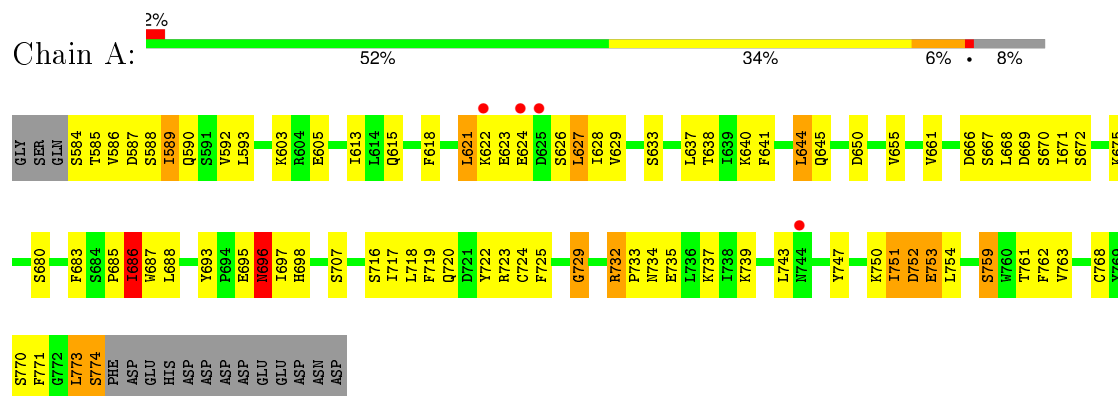 2%
Chain A:
52% 34% 6% • 8%
GLY SER GLN S584 T585 V586 D587 S588 I589 Q590 S591 V592 L593 K603 R604 E605 I613 L614 Q615 F618 L621 K622 E623 E624 D625 S626 L627 I628 V629 S633 L637 T638 I639 K640 F641 L644 Q645 D650 V655 V661 D666 S667 L668 D669 S670 I671 S672 K675
S680 F683 S684 P685 I686 W687 L688 Y693 P694 E695 N696 I697 H698 S707 S716 I717 L718 F719 Q720 D721 Y722 R723 C724 F725 G729 R732 P733 N734 E735 L736 K737 I738 K739 L743 N744 Y747 K750 I751 D752 E753 L754 S759 W760 T761 F762 V763 C768 Y769
S770 F771 G772 L773 S774 PHE ASP GLU HIS ASP ASP ASP ASP GLU GLU ASP ASN ASP